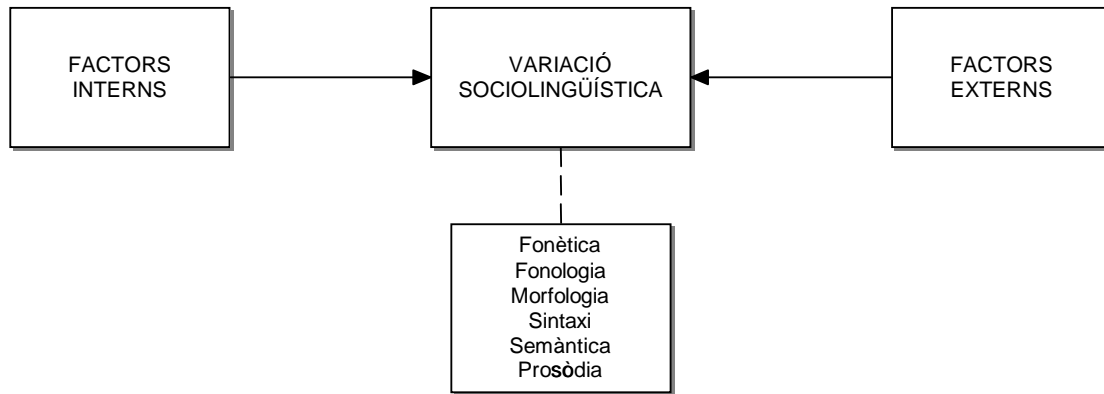 FACTORS
INTERNS
VARIACIÓ
SOCIOLINGÜÍSTICA
FACTORS
EXTERNS
Fonètica
Fonologia
Morfologia
Sintaxi
Semàntica
Prosòdia